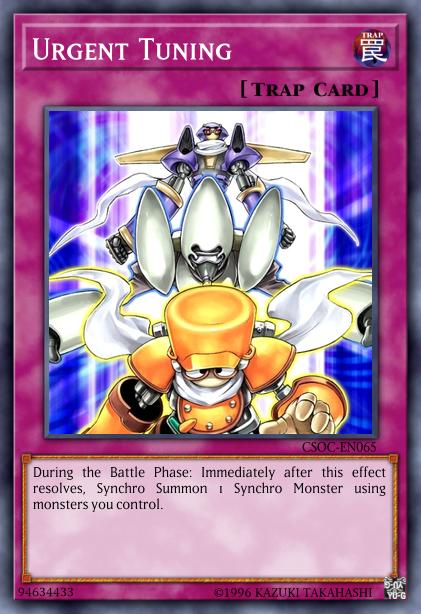 Urgent Tuning
TRAP
罠
[Trap Card]
CSOC-EN065
During the Battle Phase: Immediately after this effect
resolves, Synchro Summon 1 Synchro Monster using
monsters you control.
94634433
©1996 KAZUKI TAKAHASHI